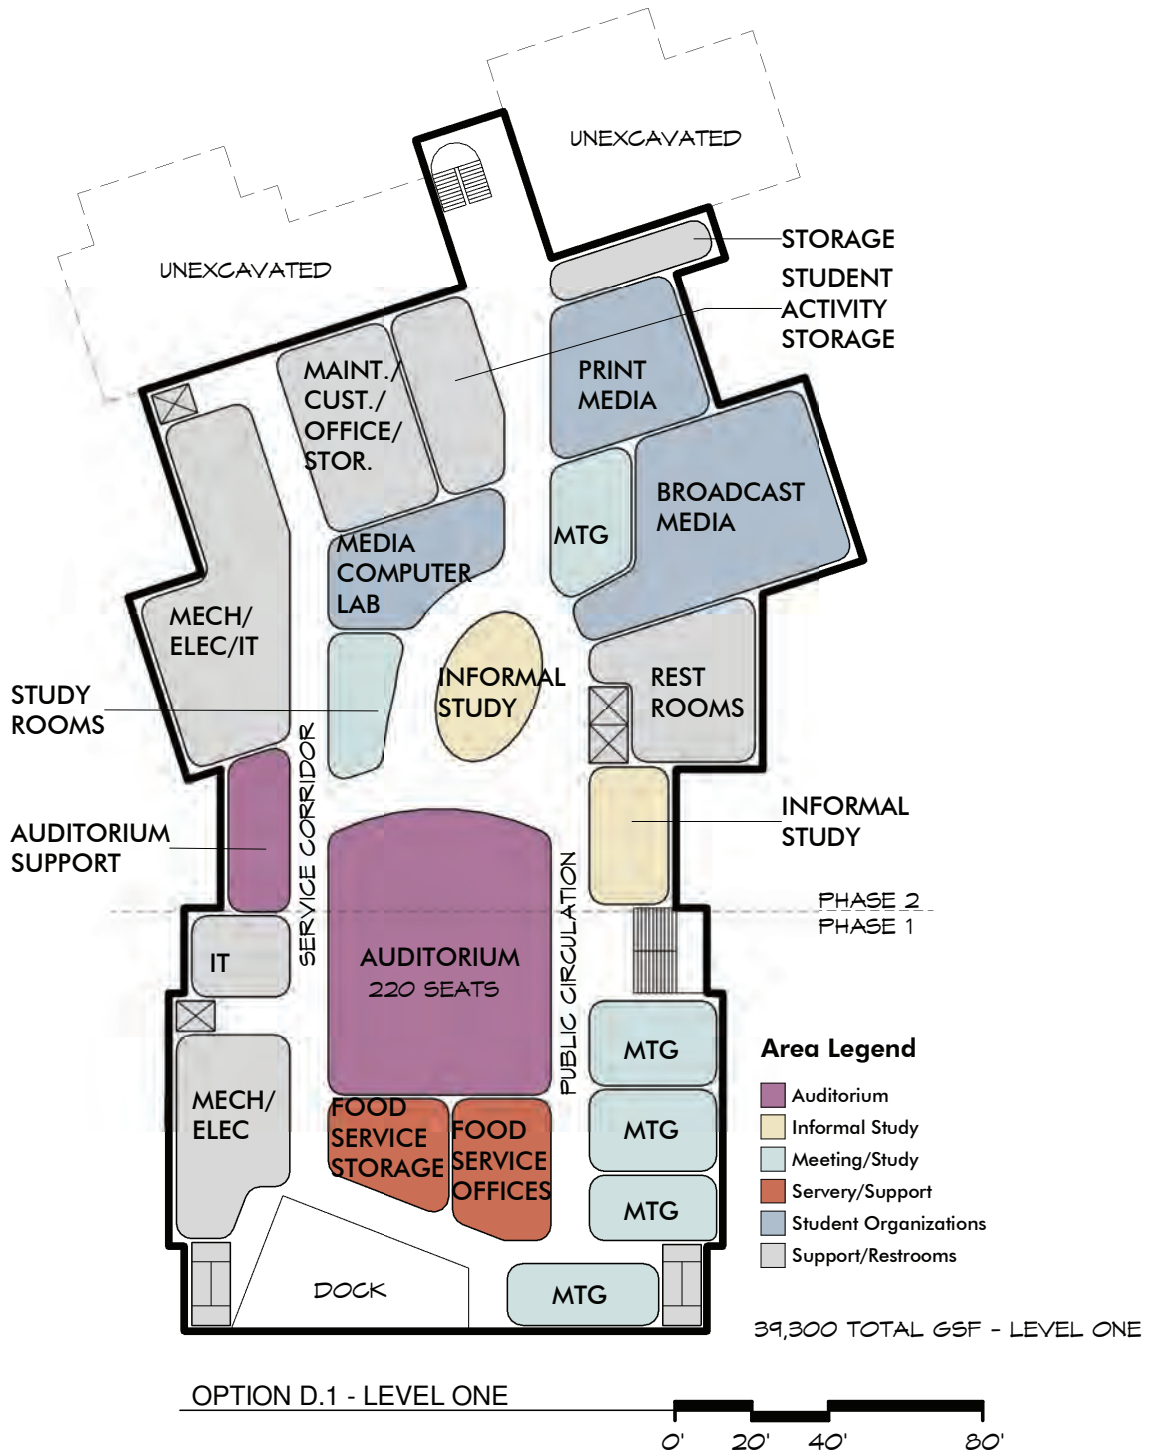 UNEXCAVATED
UNEXCAVATED
STORAGE
STUDENT
ACTIVITY
STORAGE
MAINT./
CUST./
OFFICE/
STOR.
PRINT
MEDIA
BROADCAST
MEDIA
MTG
MEDIA
COMPUTER
LAB
MECH/
ELEC/IT
STUDY
ROOMS
INFORMAL
STUDY
REST
ROOMS
SERVICE CORRIDOR
AUDITORIUM
SUPPORT
INFORMAL
STUDY
PUBLIC CIRCULATION
PHASE 2
PHASE 1
IT
AUDITORIUM
220 SEATS
MTG
MECH/
ELEC
FOOD
SERVICE
STORAGE
FOOD
SERVICE
OFFICES
MTG
MTG
DOCK
MTG
Area Legend
Auditorium
Informal Study
Meeting/Study
Servery/Support
Student Organizations
Support/Restrooms
39,300 TOTAL GSF - LEVEL ONE
OPTION D.1 - LEVEL ONE
0' 20' 40' 80'